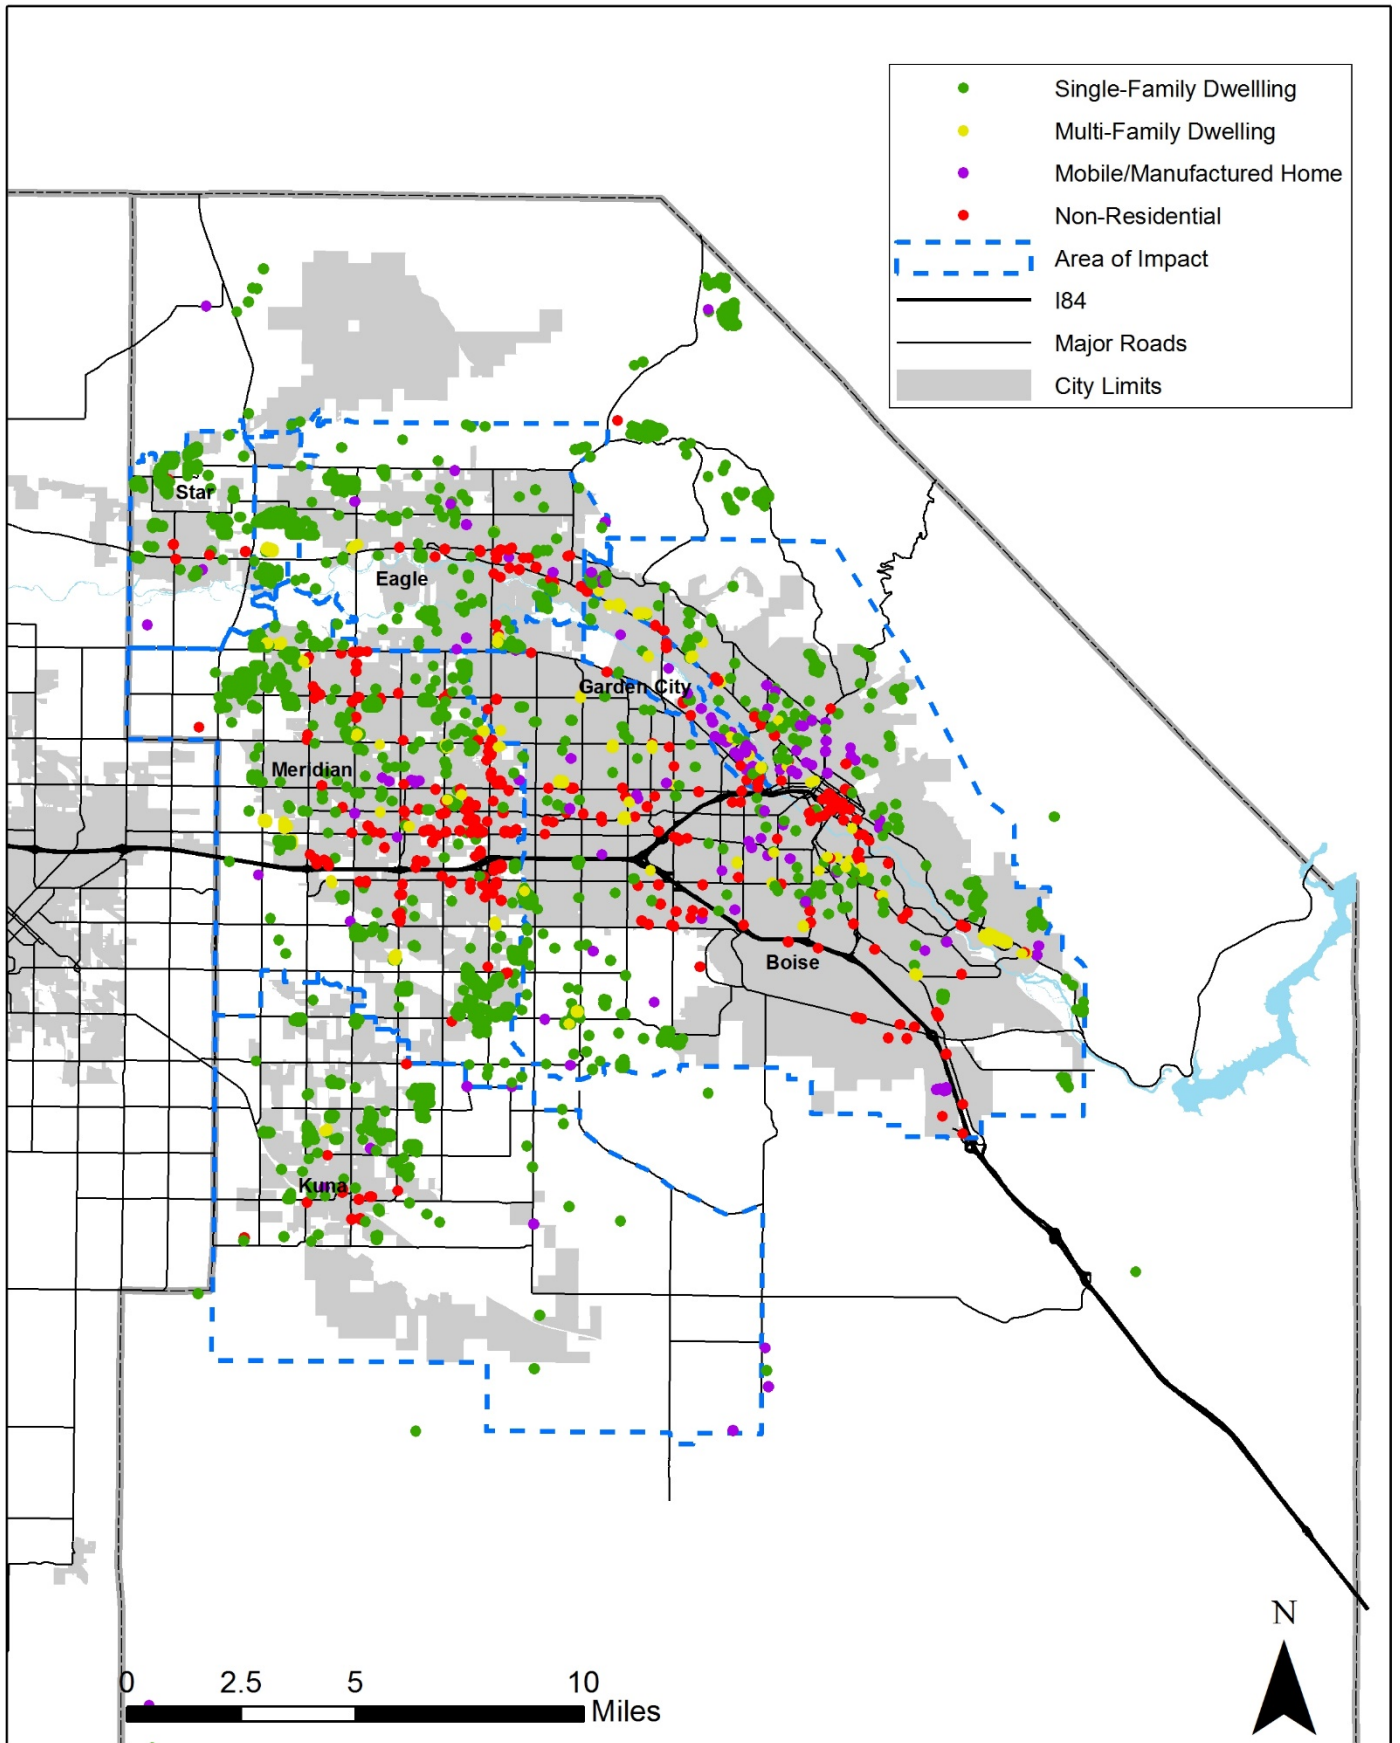 Single-Family Dwellling
Multi-Family Dwelling
Mobile/Manufactured Home
Non-Residential
Area of Impact
I84
Major Roads
City Limits
Star
Eagle
Garden City
Meridian
Boise
Kuna
N
0 2.5 5 10
Miles